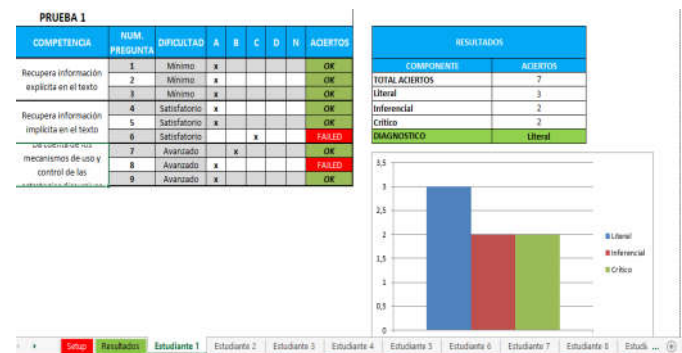 PRUEBA 1
COMPETENCIA NUM. PREGUNTA DIFICULTAD A B C D N ACIERTOS
Recupera información explícita en el texto
1 Mínimo x OK
2 Mínimo x OK
3 Mínimo x OK
Recupera información implícita en el texto
4 Satisfatorio x OK
5 Satisfatorio x OK
6 Satisfatorio x FAILED
mecanismos de uso y
control de las
7 Avanzado x OK
8 Avanzado x FAILED
9 Avanzado x OK
RESULTADOS
COMPONENTE ACIERTOS
TOTAL ACIERTOS 7
Literal 3
Inferencial 2
Crítico 2
DIAGNOSTICO Literal
3,5
3
2,5
2
1,5
1
0,5
0
Literal
Inferencial
Crítico
Setup Resultados Estudiante 1 Estudiante 2 Estudiante 3 Estudiante 4 Estudiante 5 Estudiante 6 Estudiante 7 Estudiante 8 Estudi ...